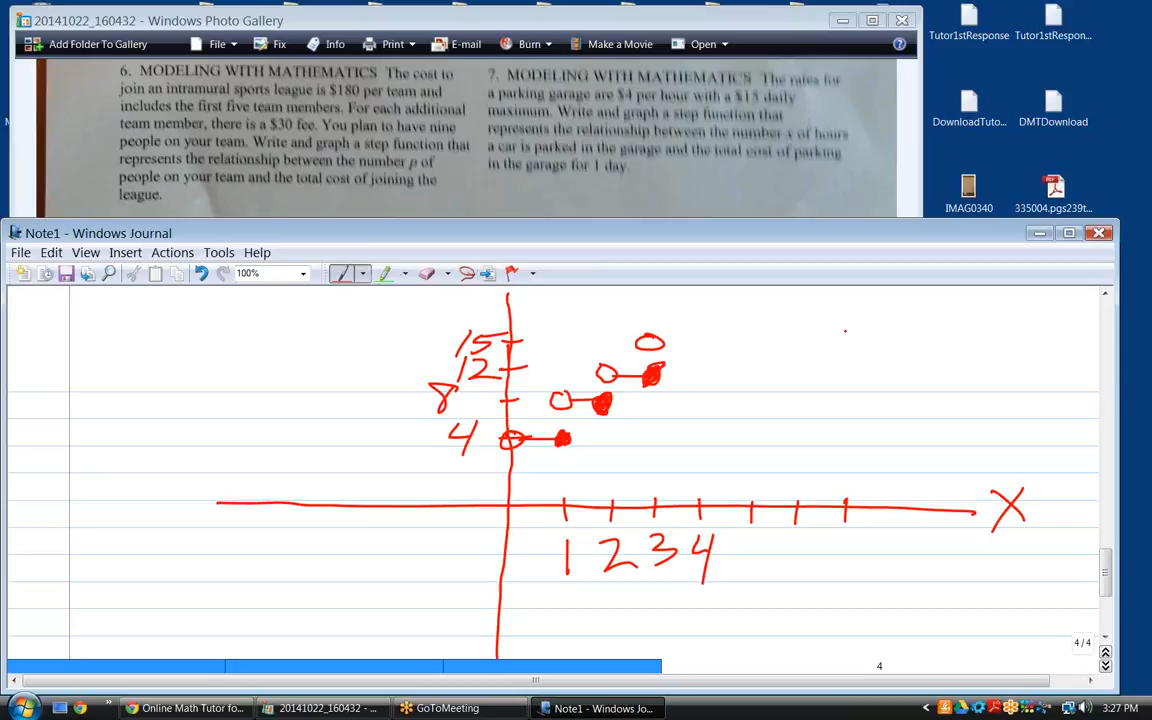 20141022_160432 - Windows Photo Gallery
Add Folder To Gallery File Fix Info Print E-mail Burn Make a Movie Open
6. MODELING WITH MATHEMATICS The cost to
join an intramural sports league is $180 per team and
includes the first five team members. For each additional
team member, there is a $30 fee. You plan to have nine
people on your team. Write and graph a step function that
represents the relationship between the number p of
people on your team and the total cost of joining the
league.
7. MODELING WITH MATHEMATICS The rates for
a parking garage are $4 per hour with a $15 daily
maximum. Write and graph a step function that
represents the relationship between the number x of hours
a car is parked in the garage and the total cost of parking
in the garage for 1 day.
Tutor1stResponse
Tutor1stRespon...
DownloadTuto...
DMTDownload
IMAG0340
335004.pgs239t...
Note1 - Windows Journal
File Edit View Insert Actions Tools Help
100%
15
12
8
4
X
1 2 3 4
4 / 4
4
Online Math Tutor fo...
20141022_160432 - ...
GoToMeeting
Note1 - Windows Jo...
3:27 PM